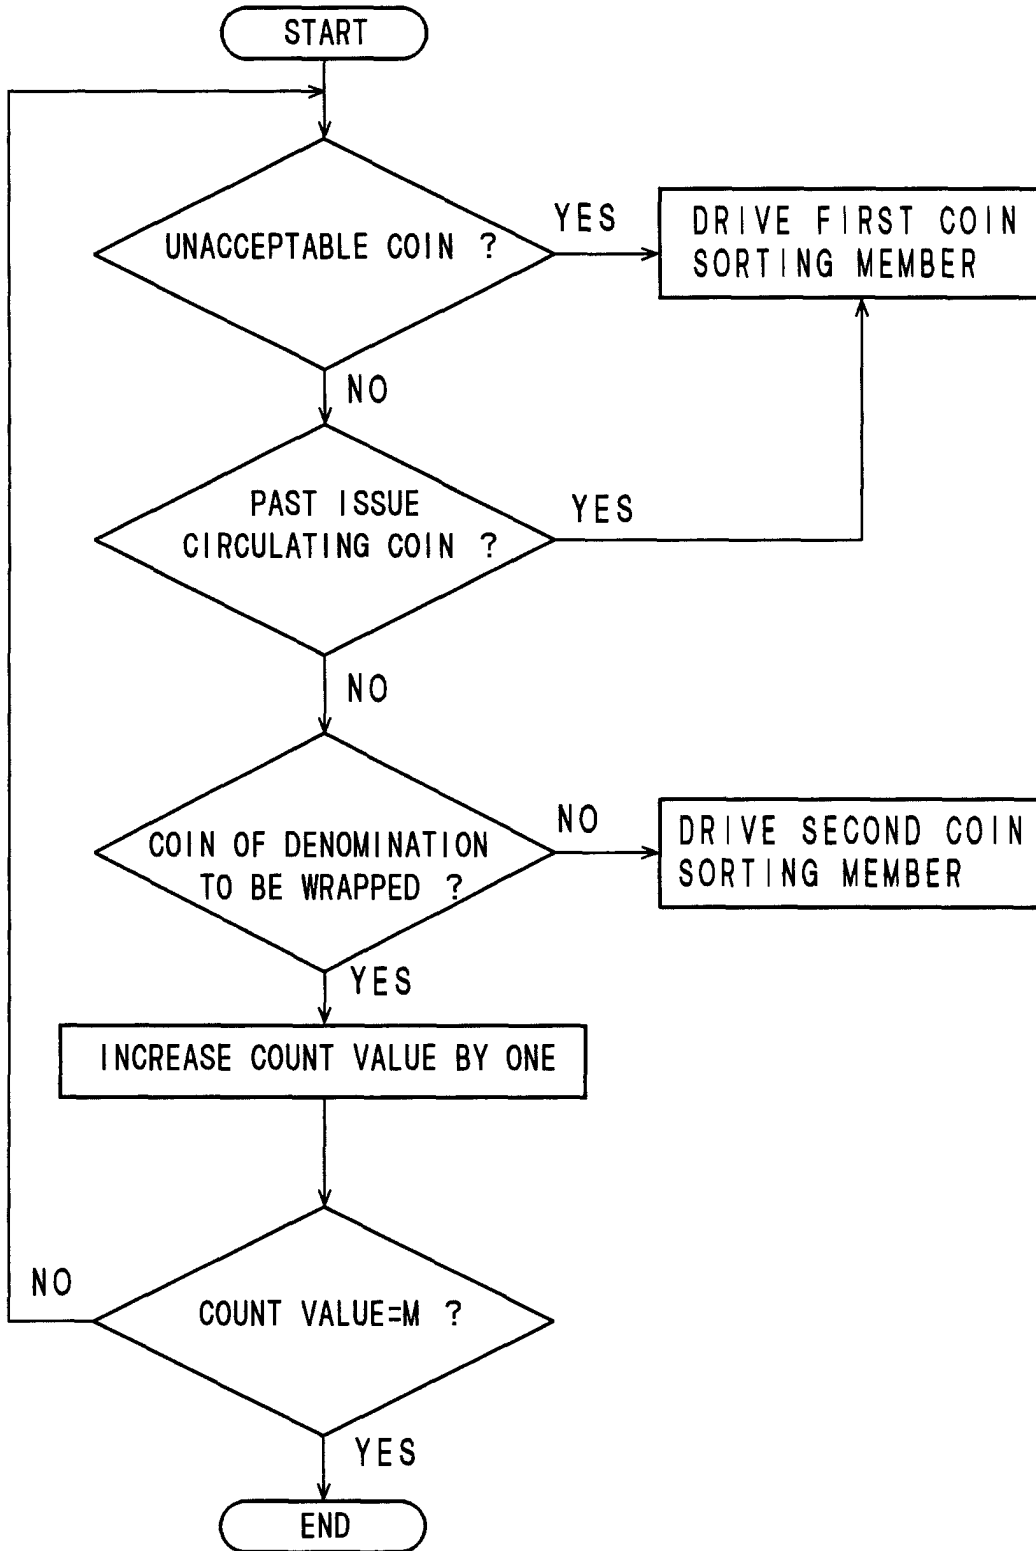 START
UNACCEPTABLE COIN ?
YES
DRIVE FIRST COIN
SORTING MEMBER
NO
PAST ISSUE
CIRCULATING COIN ?
YES
NO
COIN OF DENOMINATION
TO BE WRAPPED ?
NO
DRIVE SECOND COIN
SORTING MEMBER
YES
INCREASE COUNT VALUE BY ONE
NO
COUNT VALUE=M ?
YES
END